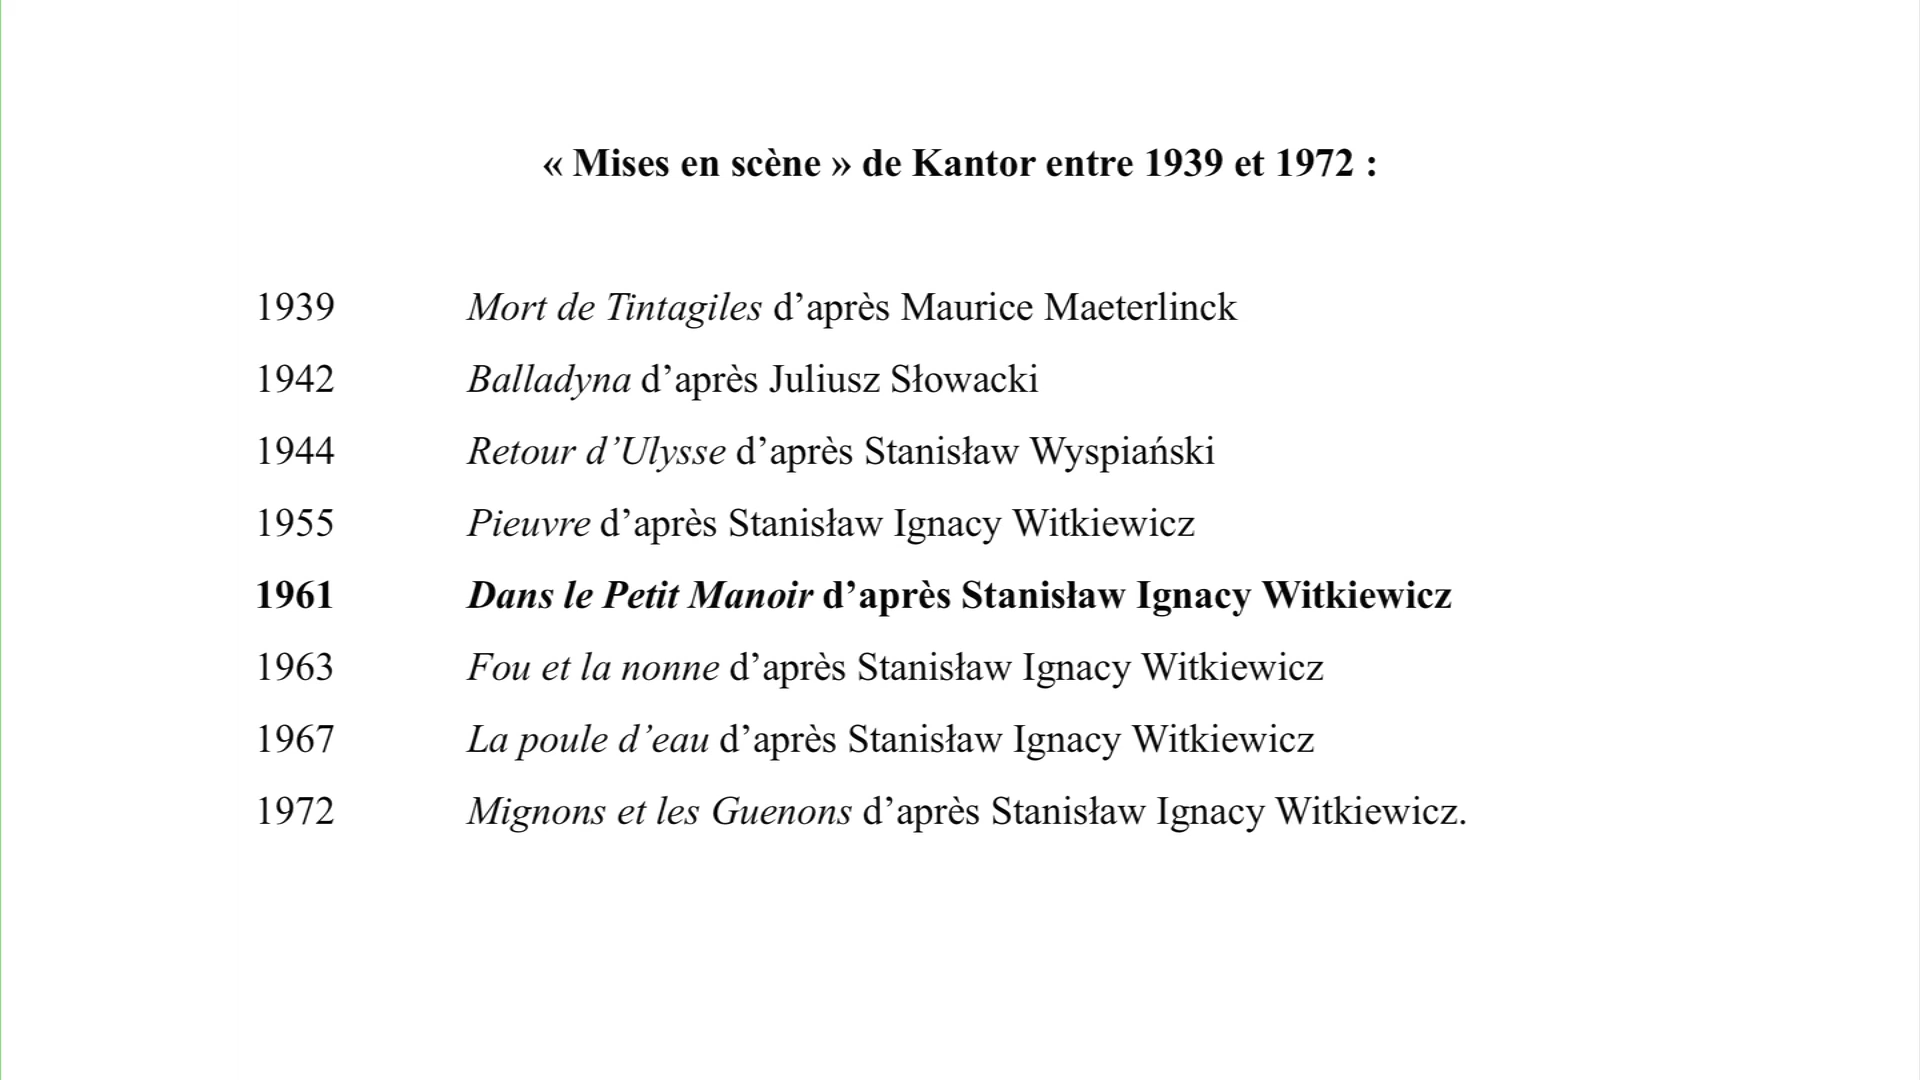 « Mises en scène » de Kantor entre 1939 et 1972 :
1939 Mort de Tintagiles d’après Maurice Maeterlinck
1942 Balladyna d’après Juliusz Słowacki
1944 Retour d’Ulysse d’après Stanisław Wyspiański
1955 Pieuvre d’après Stanisław Ignacy Witkiewicz
1961 Dans le Petit Manoir d’après Stanisław Ignacy Witkiewicz
1963 Fou et la nonne d’après Stanisław Ignacy Witkiewicz
1967 La poule d’eau d’après Stanisław Ignacy Witkiewicz
1972 Mignons et les Guenons d’après Stanisław Ignacy Witkiewicz.